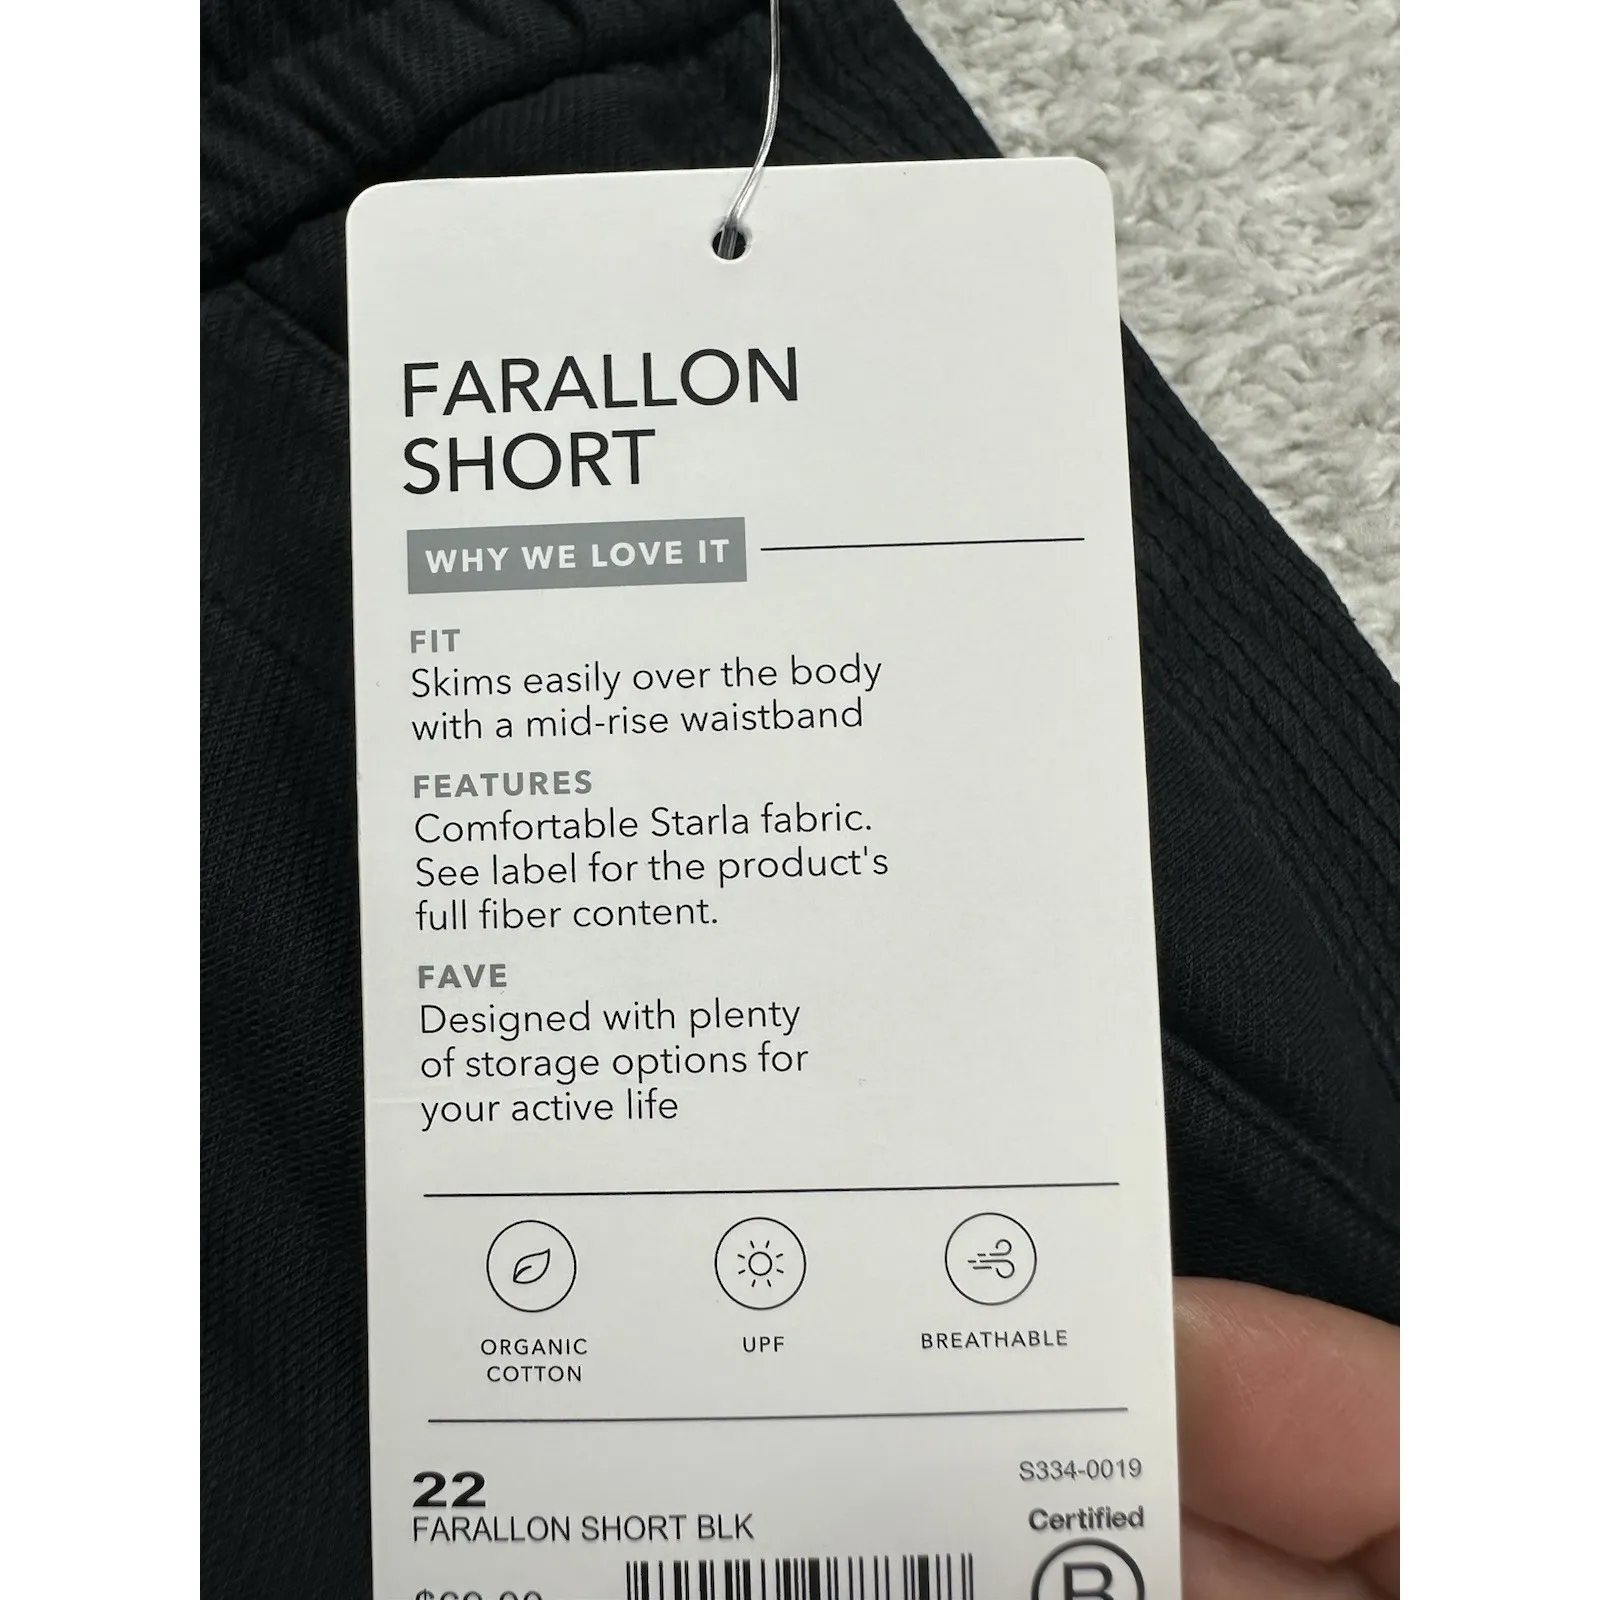 FARALLON
SHORT
WHY WE LOVE IT
FIT
Skims easily over the body
with a mid-rise waistband
FEATURES
Comfortable Starla fabric.
See label for the product's
full fiber content.
FAVE
Designed with plenty
of storage options for
your active life
ORGANIC
COTTON
UPF
BREATHABLE
22
S334-0019
FARALLON SHORT BLK
Certified
B